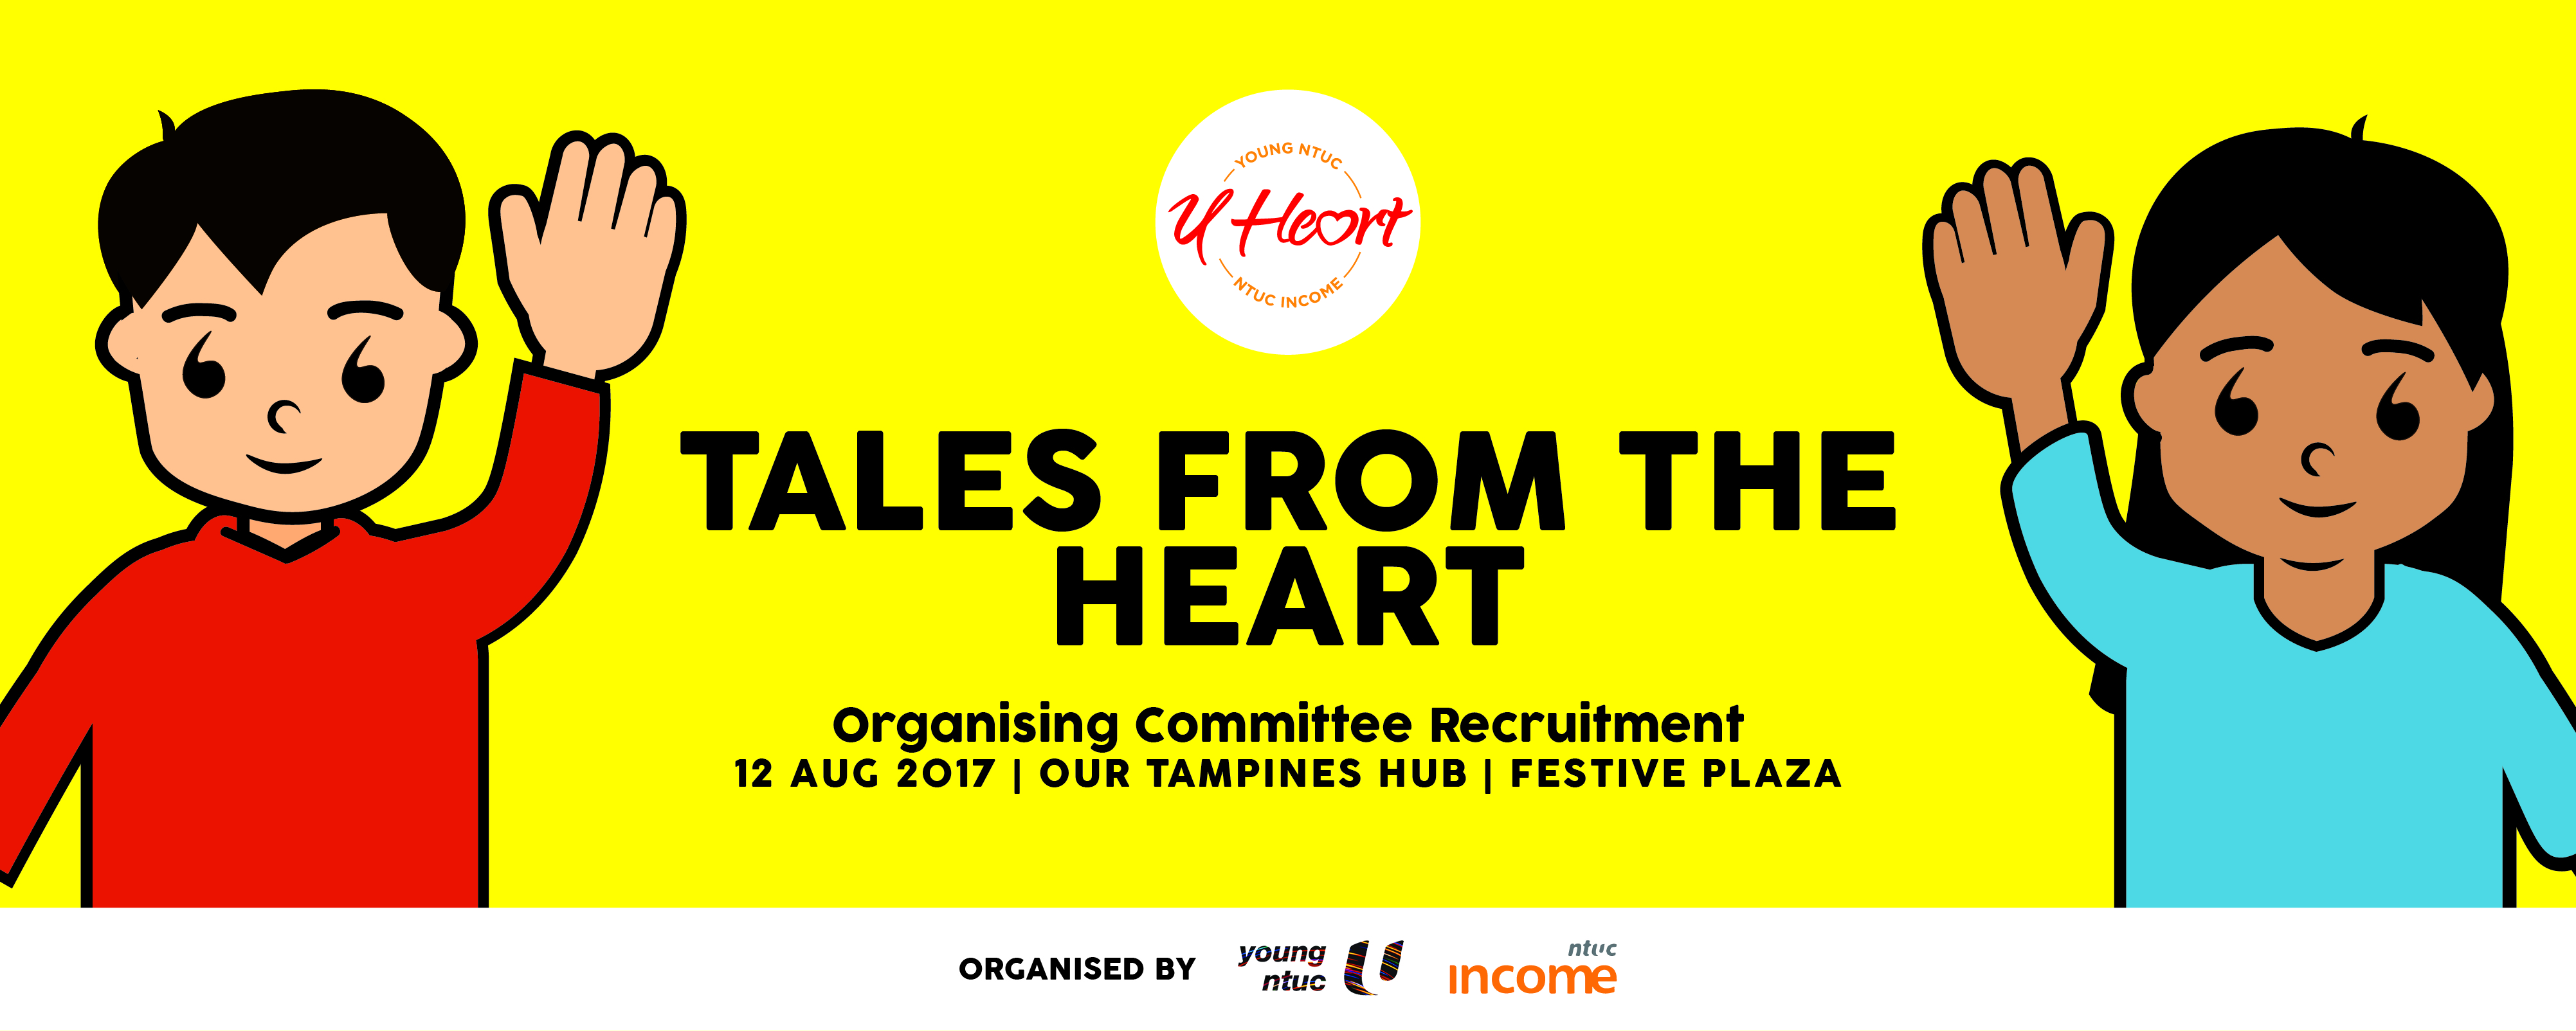 YOUNG NTUC
U Heart
NTUC INCOME
TALES FROM THE
HEART
Organising Committee Recruitment
12 AUG 2017 | OUR TAMPINES HUB | FESTIVE PLAZA
ORGANISED BY
young
ntuc
U
ntuc
income